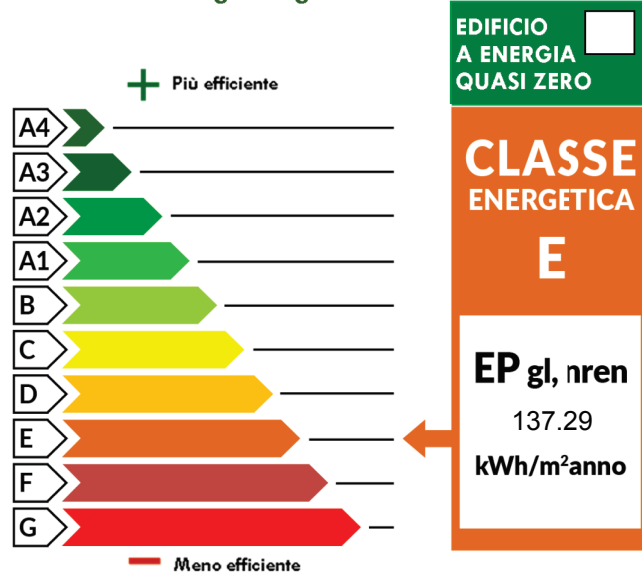 EDIFICIO
A ENERGIA
QUASI ZERO
Più efficiente
A4
A3
A2
A1
B
C
D
E
F
G
Meno efficiente
CLASSE
ENERGETICA
E
EP gl, nren
137.29
kWh/m²anno